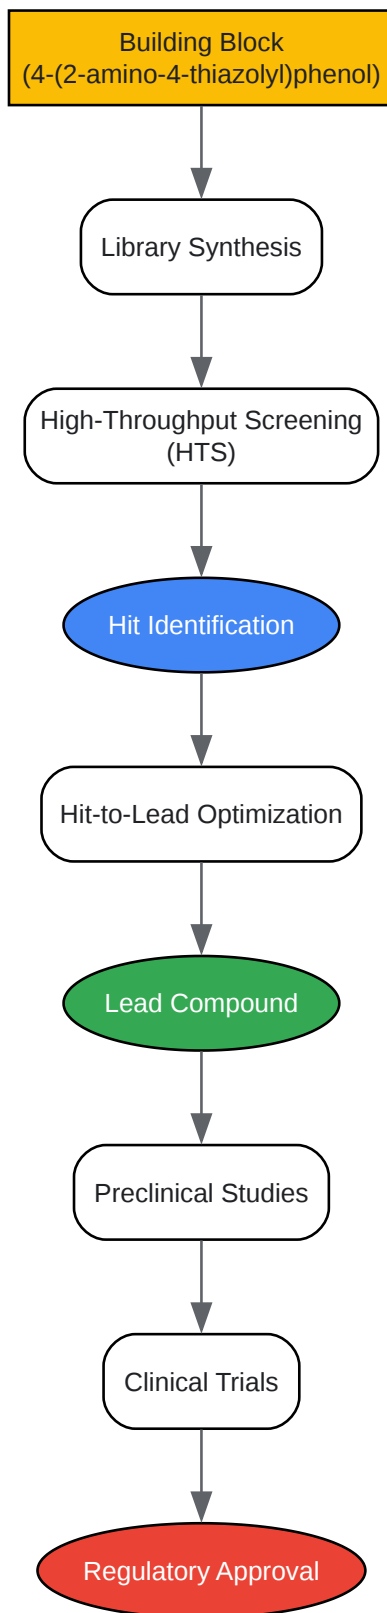 Building Block
(4-(2-amino-4-thiazolyl)phenol)
Library Synthesis
High-Throughput Screening
(HTS)
Hit Identification
Hit-to-Lead Optimization
Lead Compound
Preclinical Studies
Clinical Trials
Regulatory Approval